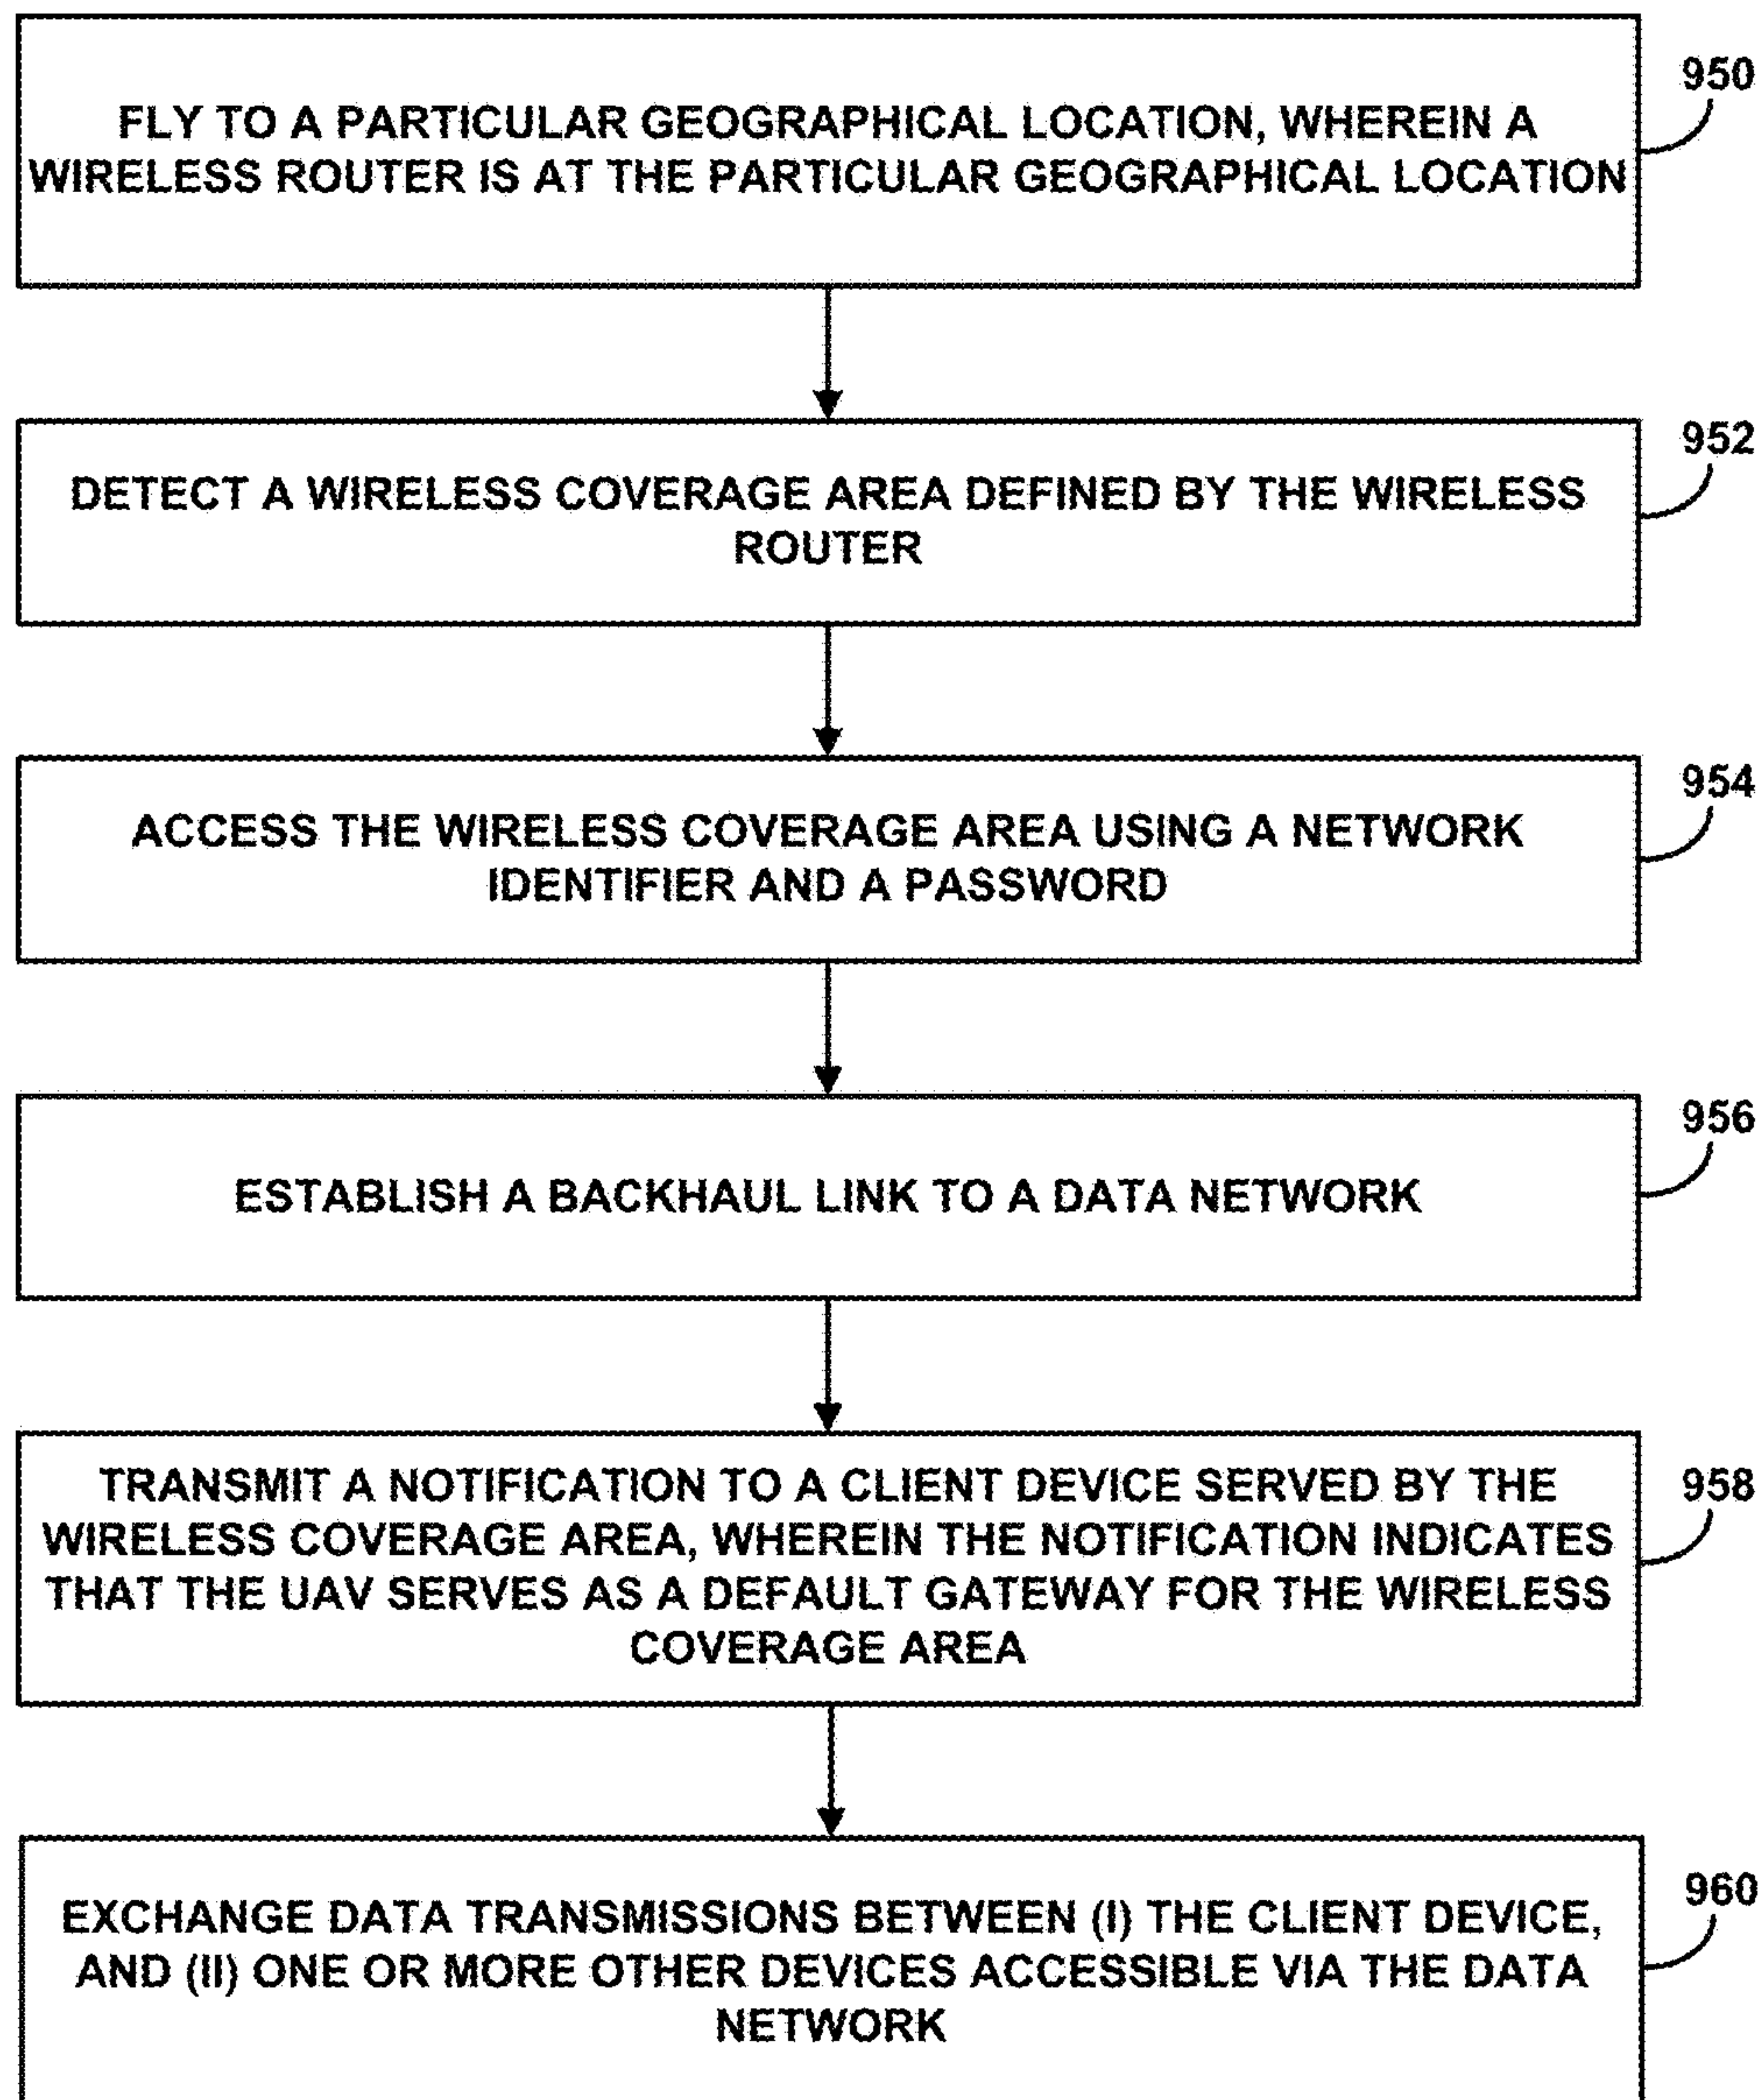 950
FLY TO A PARTICULAR GEOGRAPHICAL LOCATION, WHEREIN A
WIRELESS ROUTER IS AT THE PARTICULAR GEOGRAPHICAL LOCATION
952
DETECT A WIRELESS COVERAGE AREA DEFINED BY THE WIRELESS
ROUTER
954
ACCESS THE WIRELESS COVERAGE AREA USING A NETWORK
IDENTIFIER AND A PASSWORD
956
ESTABLISH A BACKHAUL LINK TO A DATA NETWORK
958
TRANSMIT A NOTIFICATION TO A CLIENT DEVICE SERVED BY THE
WIRELESS COVERAGE AREA, WHEREIN THE NOTIFICATION INDICATES
THAT THE UAV SERVES AS A DEFAULT GATEWAY FOR THE WIRELESS
COVERAGE AREA
960
EXCHANGE DATA TRANSMISSIONS BETWEEN (I) THE CLIENT DEVICE,
AND (II) ONE OR MORE OTHER DEVICES ACCESSIBLE VIA THE DATA
NETWORK